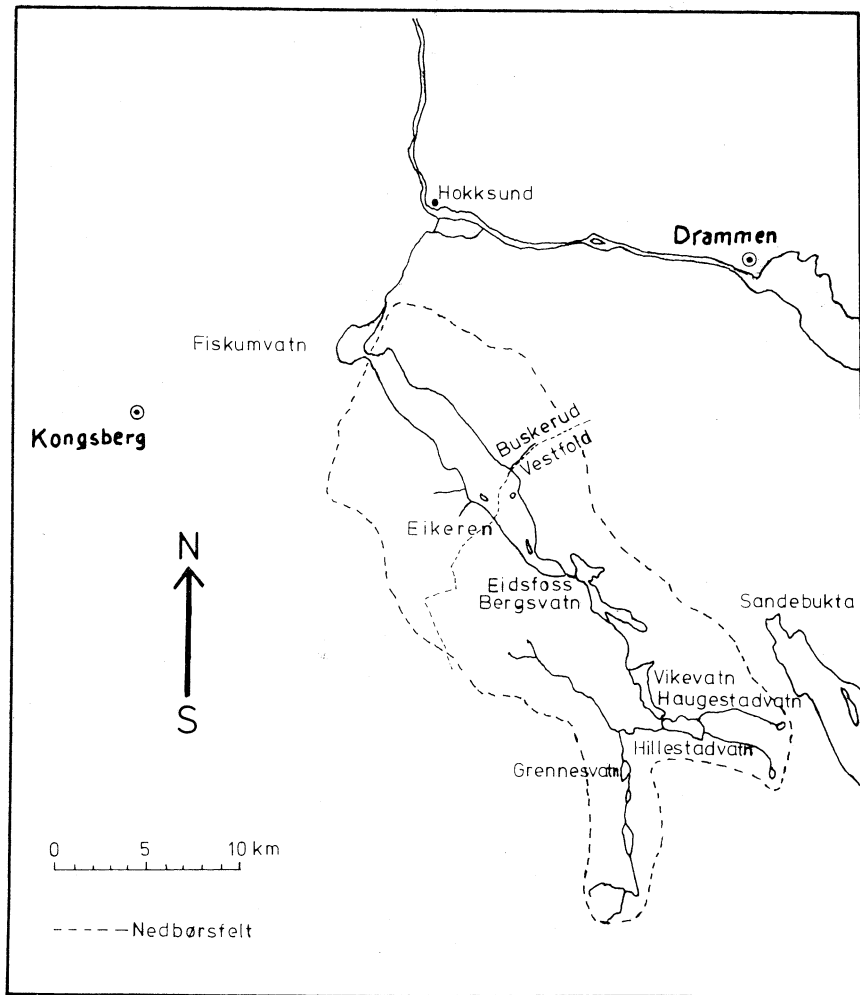 Hokksund
Drammen
Fiskumvatn
Kongsberg
Buskerud
Vestfold
Eikeren
N
Eidsfoss
Bergsvatn
Sandebukta
Vikevatn
Haugestadvatn
S
Hillestadvatn
Grennesvatn
0 5 10 km
Nedbørsfelt